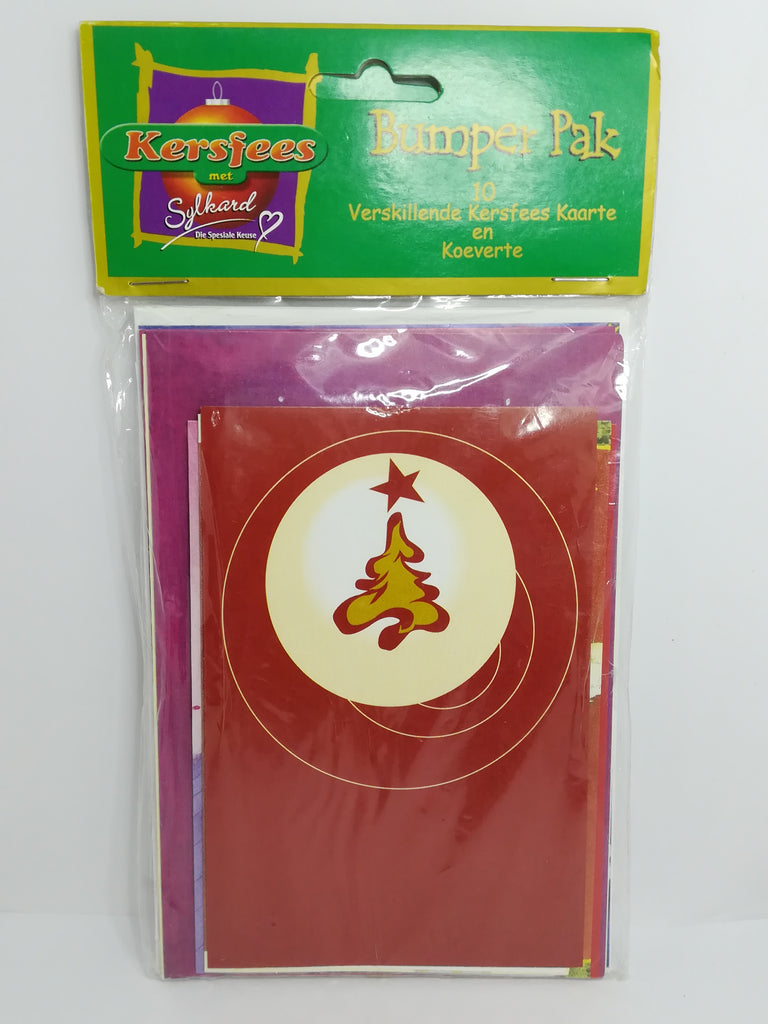 Kersfees
met
Sylkard
Die Spesiale Keuse
Bumper Pak
10
Verskillende Kersfees Kaarte
en
Koeverte